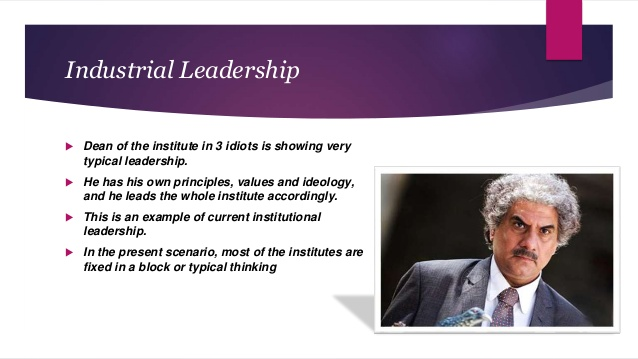 Industrial Leadership
Dean of the institute in 3 idiots is showing very
typical leadership.
He has his own principles, values and ideology,
and he leads the whole institute accordingly.
This is an example of current institutional
leadership.
In the present scenario, most of the institutes are
fixed in a block or typical thinking